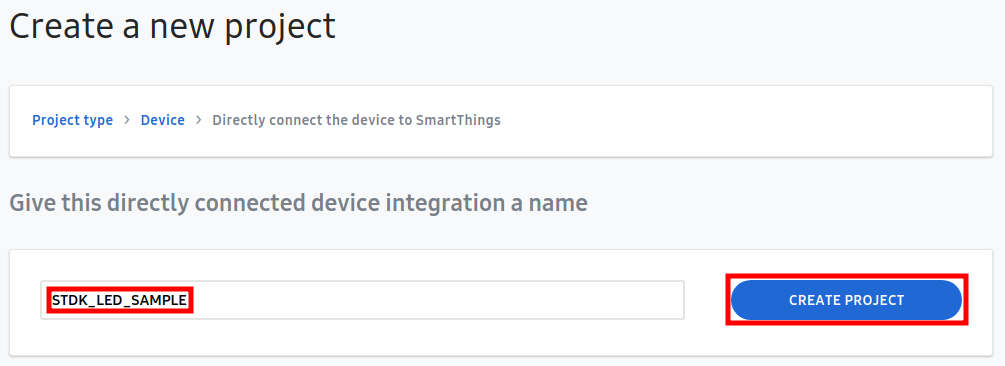 Create a new project
Project type > Device > Directly connect the device to SmartThings
Give this directly connected device integration a name
STDK_LED_SAMPLE
CREATE PROJECT